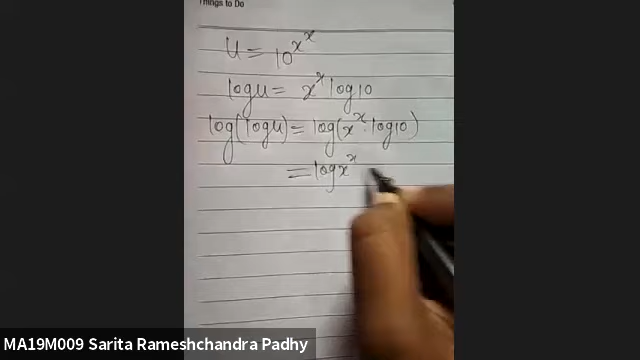 Things to Do
u = 10^{x^x}
log u = x^x log 10
log(log u) = log(x^x · log 10)
= log x^x
MA19M009 Sarita Rameshchandra Padhy